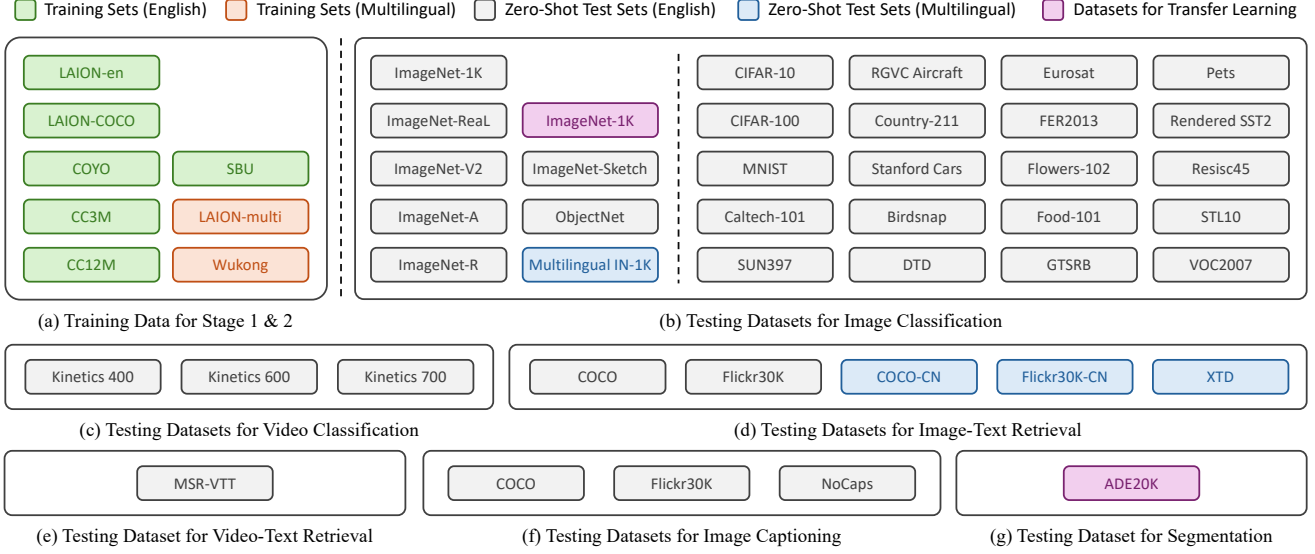 Training Sets (English) Training Sets (Multilingual) Zero-Shot Test Sets (English) Zero-Shot Test Sets (Multilingual) Datasets for Transfer Learning
LAION-en
LAION-COCO
COYO SBU
CC3M LAION-multi
CC12M Wukong
(a) Training Data for Stage 1 & 2
ImageNet-1K CIFAR-10 RGVC Aircraft Eurosat Pets
ImageNet-ReaL ImageNet-1K CIFAR-100 Country-211 FER2013 Rendered SST2
ImageNet-V2 ImageNet-Sketch MNIST Stanford Cars Flowers-102 Resisc45
ImageNet-A ObjectNet Caltech-101 Birdsnap Food-101 STL10
ImageNet-R Multilingual IN-1K SUN397 DTD GTSRB VOC2007
(b) Testing Datasets for Image Classification
Kinetics 400 Kinetics 600 Kinetics 700
(c) Testing Datasets for Video Classification
COCO Flickr30K COCO-CN Flickr30K-CN XTD
(d) Testing Datasets for Image-Text Retrieval
MSR-VTT
(e) Testing Dataset for Video-Text Retrieval
COCO Flickr30K NoCaps
(f) Testing Datasets for Image Captioning
ADE20K
(g) Testing Dataset for Segmentation